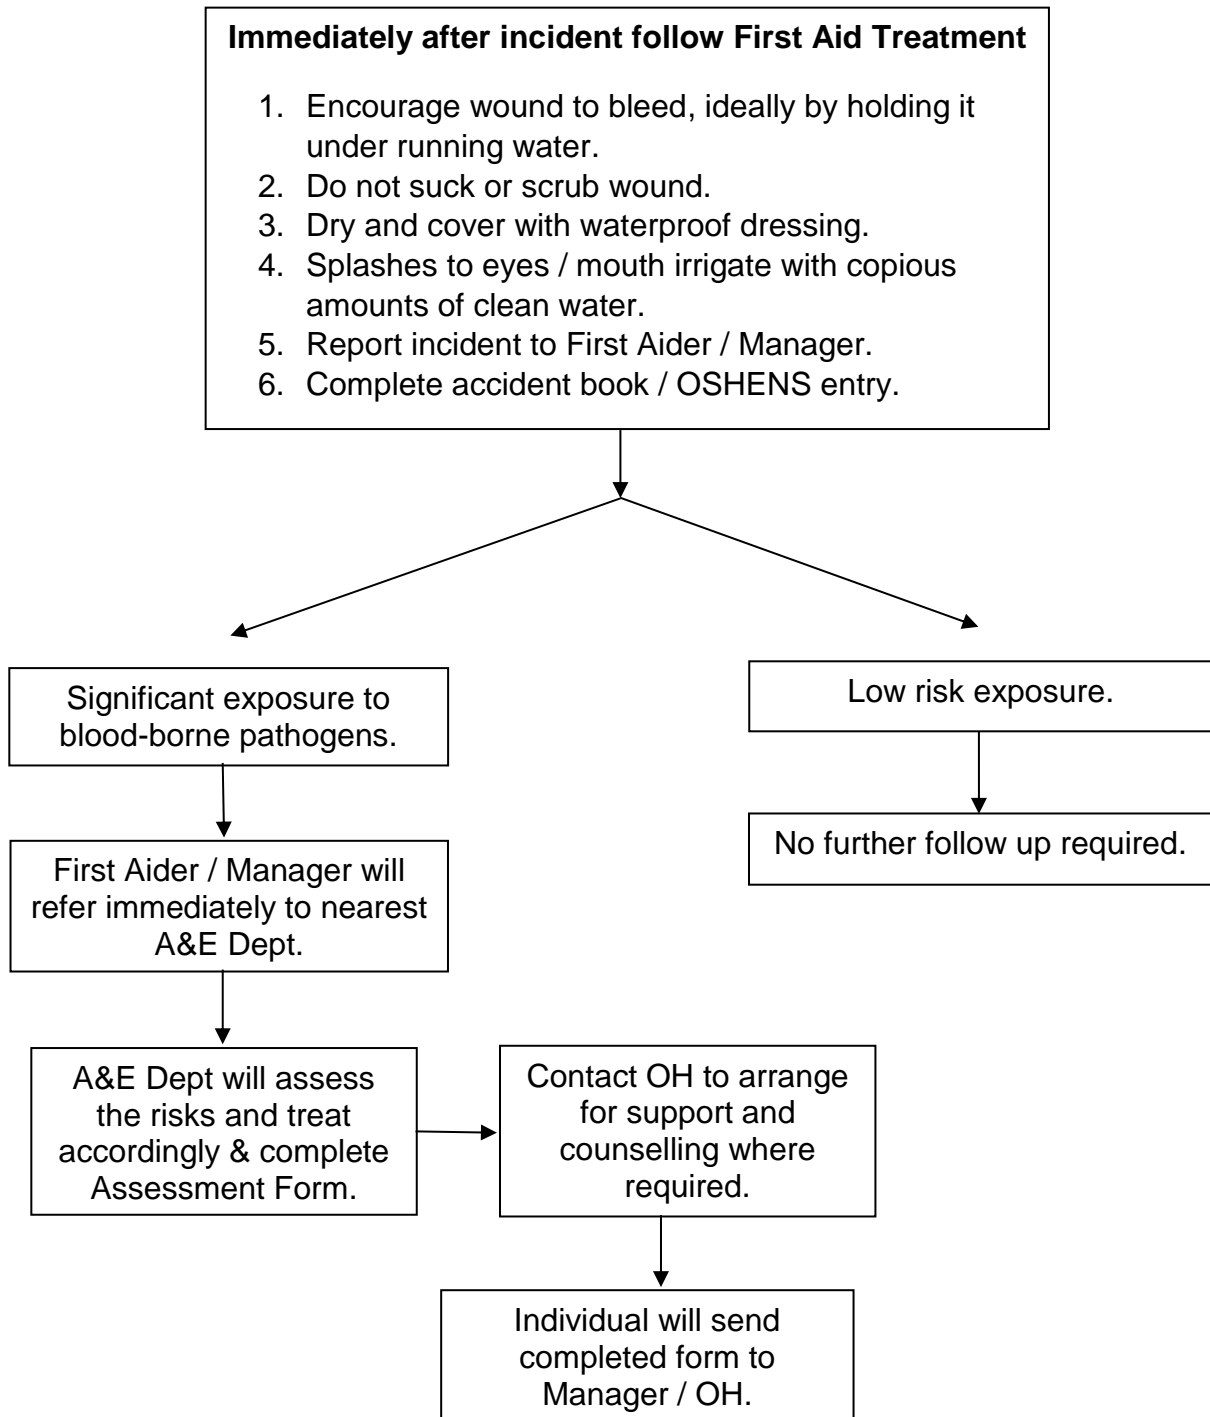 Immediately after incident follow First Aid Treatment
1. Encourage wound to bleed, ideally by holding it
under running water.
2. Do not suck or scrub wound.
3. Dry and cover with waterproof dressing.
4. Splashes to eyes / mouth irrigate with copious
amounts of clean water.
5. Report incident to First Aider / Manager.
6. Complete accident book / OSHENS entry.
Significant exposure to
blood-borne pathogens.
Low risk exposure.
First Aider / Manager will
refer immediately to nearest
A&E Dept.
No further follow up required.
A&E Dept will assess
the risks and treat
accordingly & complete
Assessment Form.
Contact OH to arrange
for support and
counselling where
required.
Individual will send
completed form to
Manager / OH.